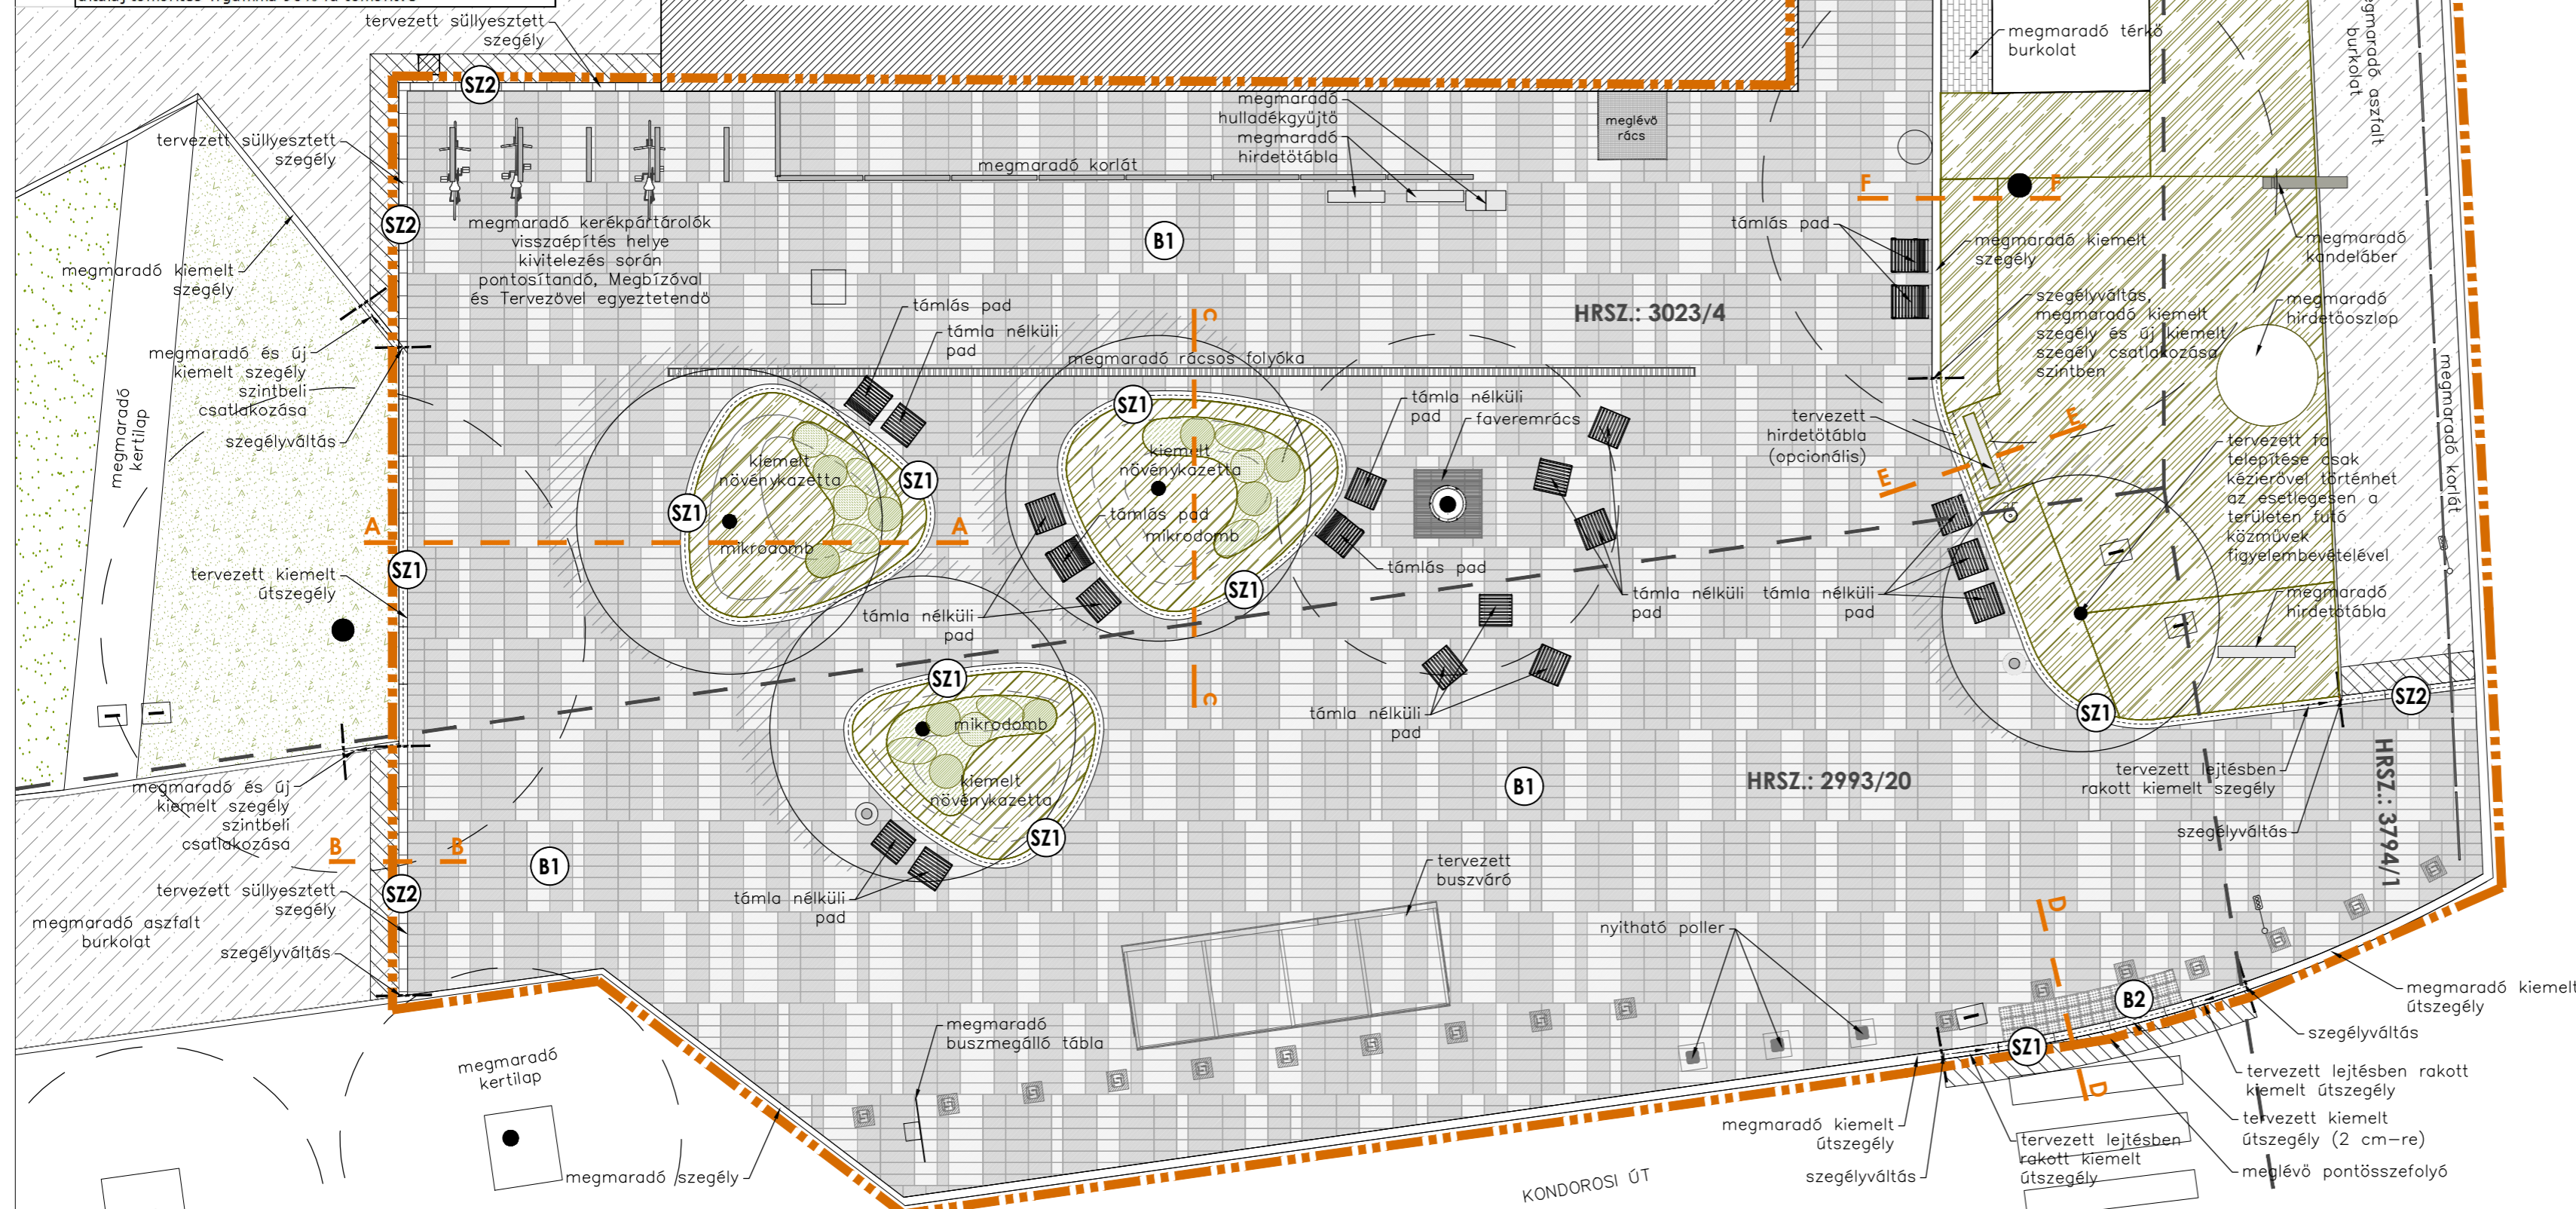 tervezett süllyesztett
szegély
SZ2
megmaradó térkő
burkolat
megmaradó aszfalt
burkolat
tervezett süllyesztett
szegély
megmaradó
hulladékgyűjtő
megmaradó
hirdetőtábla
meglévő
rács
megmaradó korlát
SZ2
megmaradó kerékpártárolók
visszaépítés helye
kivitelezés során
pontosítandó, Megbízóval
és Tervezővel egyeztetendő
B1
F
F
támlás pad
megmaradó kiemelt
szegély
megmaradó
kandeláber
megmaradó kiemelt
szegély
HRSZ.: 3023/4
szegélyváltás,
megmaradó kiemelt
szegély és új kiemelt
szegély csatlakozása
szintben
megmaradó
hirdetőoszlop
megmaradó és új
kiemelt szegély
szintbeli
csatlakozása
szegélyváltás
megmaradó
kertilap
támlás pad
támla nélküli
pad
C
megmaradó rácsos folyóka
megmaradó korlát
SZ1
kiemelt
növénykazetta
SZ1
SZ1
mikrodomb
kiemelt
növénykazetta
támlás pad
mikrodomb
SZ1
támla nélküli
pad
faveremrács
támlás pad
tervezett
hirdetőtábla
(opcionális)
E
E
tervezett fa
telepítése csak
kézierővel történhet
az esetlegesen a
területen futó
közművek
figyelembevételével
A
A
SZ1
tervezett kiemelt
útszegély
támla nélküli
pad
támla nélküli
pad
támla nélküli
pad
megmaradó
hirdetőtábla
SZ1
mikrodomb
kiemelt
növénykazetta
SZ1
C
támla nélküli
pad
SZ1
SZ2
HRSZ.: 3794/1
megmaradó és új
kiemelt szegély
szintbeli
csatlakozása
B
B
B1
HRSZ.: 2993/20
tervezett lejtésben
rakott kiemelt szegély
szegélyváltás
B1
tervezett süllyesztett
szegély
SZ2
megmaradó aszfalt
burkolat
szegélyváltás
támla nélküli
pad
tervezett
buszváró
nyitható poller
D
B2
SZ1
D
megmaradó kiemelt
útszegély
szegélyváltás
tervezett lejtésben rakott
kiemelt útszegély
tervezett kiemelt
útszegély (2 cm-re)
meglévő pontösszefolyó
megmaradó
buszmegálló tábla
megmaradó
kertilap
megmaradó szegély
megmaradó kiemelt
útszegély
szegélyváltás
tervezett lejtésben
rakott kiemelt
útszegély
KONDOROSI ÚT